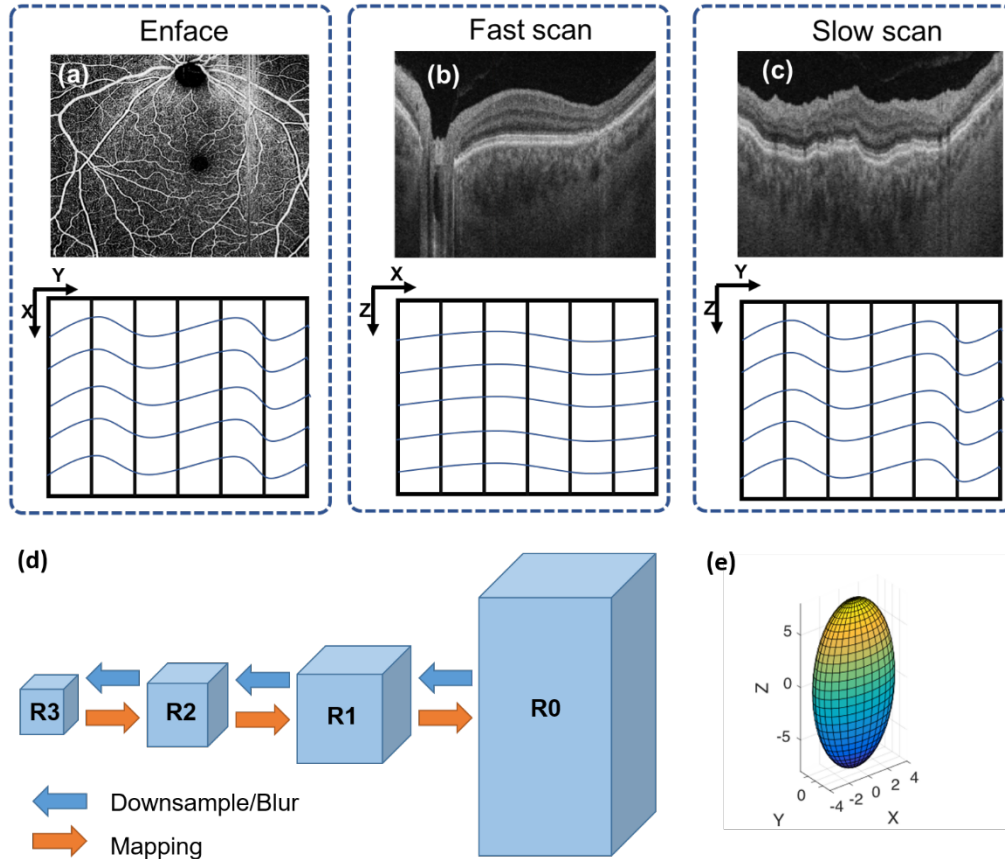 Enface
Fast scan
Slow scan
(a)
(b)
(c)
Y
X
X
Z
Y
Z
(d)
R3
R2
R1
R0
Downsample/Blur
Mapping
(e)
5
0
-5
Z
0
-4
-2
0
2
4
Y
X